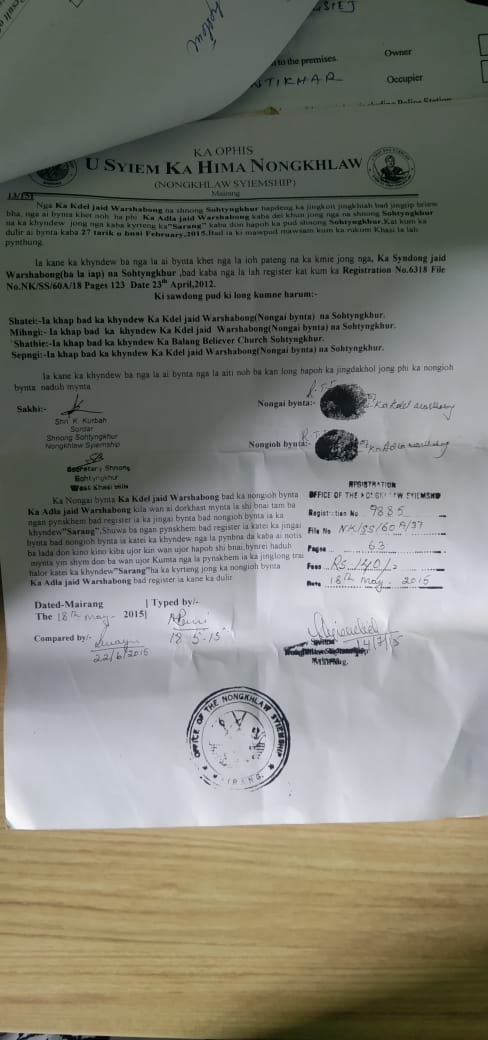 to the premises.
Owner
NTIKHAR
Occupier
Police Station
KA OPHIS
U SYIEM KA HIMA NONGKHLAW
(NONGKHLAW SYIEMSHIP)
Mairang
Nga Ka Kdel jaid Warshabong na shnong Sohtyngkhur hapdeng ka jingkoit jingkhiah bad jingiip briew
bha, nga ai bynta khet noh ha phi Ka Adla jaid Warshabong kaba dei khun jong nga na shnong Sohtyngkhur
na ka khyndew jong nga kaba kyrteng ka"Sarang" kaba don hapoh ka pud shnong Sohtyngkhur.Kat kum ka
dulir ai bynta kaba 27 tarik u bnai February,2015.Bad ia ki mawpud mawsam kum ka rukom Khasi la lah
pynthung.
Ia kane ka khyndew ba nga la ai bynta khet nga la ioh pateng na ka kmie jong nga, Ka Syndong jaid
Warshabong(ba la iap) na Sohtyngkhur ,bad kaba nga la lah register kat kum ka Registration No.6318 File
No.NK/SS/60A/18 Pages 123 Date 23th April,2012.
Ki sawdong pud ki long kumne harum:-
Shatei:-Ia khap bad ka khyndew Ka Kdel jaid Warshabong(Nongai bynta) na Sohtyngkhur.
Mihngi:- Ia khap bad ka khyndew Ka Kdel jaid Warshabong(Nongai bynta) na Sohtyngkhur.
Shathie:-Ia khap bad ka khyndew Ka Balang Believer Church Sohtyngkhur.
Sepngi:-Ia khap bad ka khyndew Ka Kdel jaid Warshabong(Nongai bynta) na Sohtyngkhur.
Ia kane ka khyndew ba nga la ai bynta nga la aiti noh ba kan long hapoh ka jingdakhol jong phi ka nongioh
bynta naduh mynta
Sakhi:-
Nongai bynta:-
Shri K. Kurbah
Sordar
Shnong Sohtyngkhur
Nongkhlaw Syiemship
Nongioh bynta:-
Secretary Shnong
Sohtyngkhur
West Khasi Hills
Ka Nongai bynta Ka Kdel jaid Warshabong bad ka nongioh bynta
Ka Adla jaid Warshabong kila wan ai dorkhast mynta la shi bnai tam ba
ngan pynskhem bad register ia ka jingai bynta bad nongioh bynta ia ka
khyndew"Sarang".Shuwa ba ngan pynskhem bad register ia katei ka jingai
bynta bad nongioh bynta ia katei ka khyndew nga la pynbna da kaba ai notis
ba lada don kino kino kiba ujor kin wan ujor hapoh shi bnai,hynrei haduh
mynta ym shym don ba wan ujor Kumta nga la pynskhem ia ka jinglong trai
halor katei ka khyndew"Sarang"ha ka kyrteng jong ka nongioh bynta
Ka Adla jaid Warshabong bad register ia kane ka dulir
REGISTRATION
OFFICE OF THE NONGKHLAW SYIEMSHIP
Registration No 9885
File No NK/SS/60A/37
Pages 63
Fees Rs 140/=
Date 18th May - 2015
Dated-Mairang
The 18th May - 2015|
| Typed by/-
18.5.15
Compared by/-
22/6/2015
OFFICE OF THE NONGKHLAW SYIEMSHIP